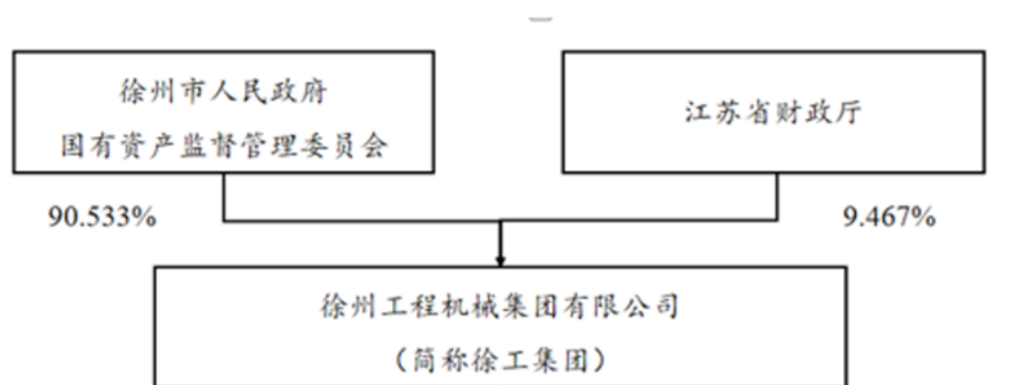 徐州市人民政府
国有资产监督管理委员会
江苏省财政厅
90.533%
9.467%
徐州工程机械集团有限公司
（简称徐工集团）